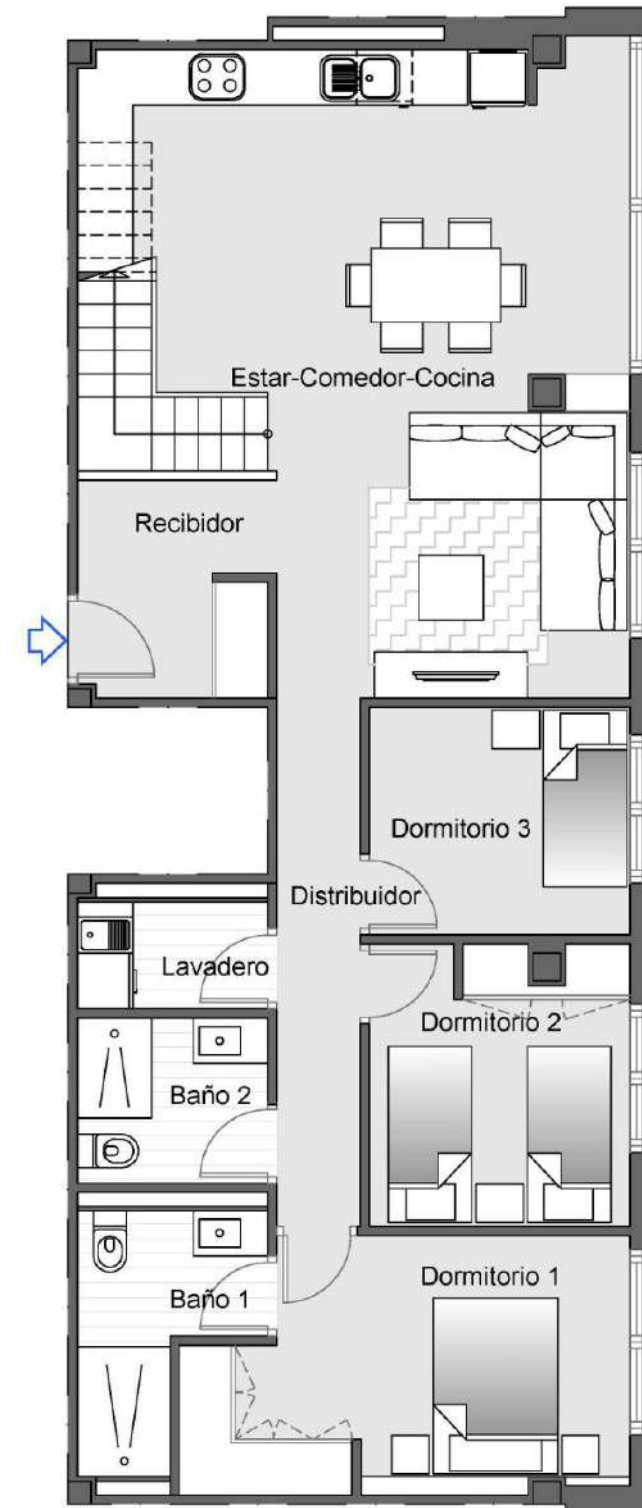 Estar-Comedor-Cocina
Recibidor
Dormitorio 3
Distribuidor
Lavadero
Dormitorio 2
Baño 2
Dormitorio 1
Baño 1